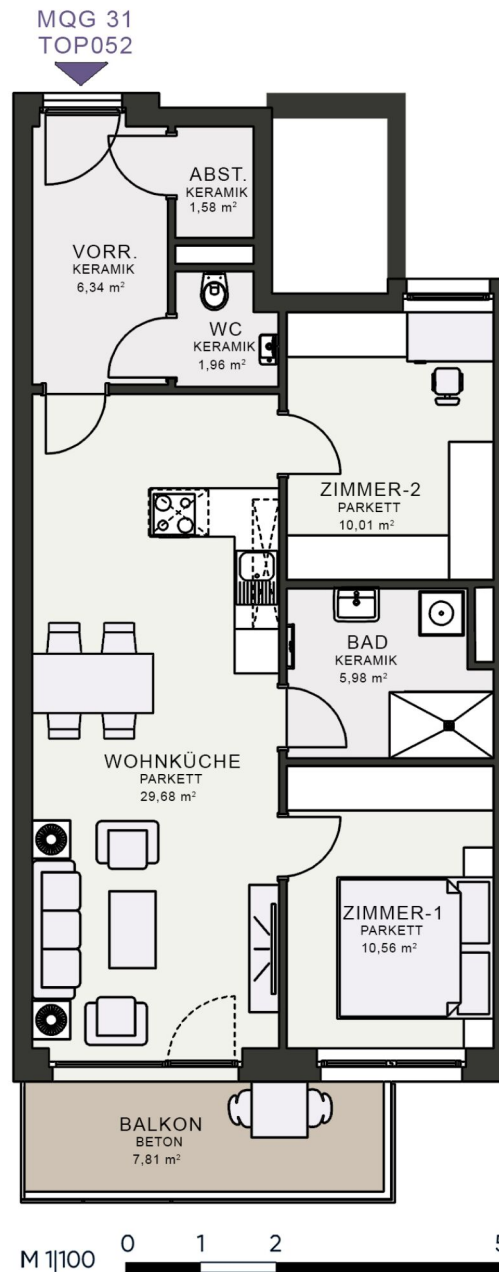 MQG 31
TOP052
ABST.
KERAMIK
1,58 m²
VORR.
KERAMIK
6,34 m²
WC
KERAMIK
1,96 m²
ZIMMER-2
PARKETT
10,01 m²
BAD
KERAMIK
5,98 m²
WOHNKÜCHE
PARKETT
29,68 m²
ZIMMER-1
PARKETT
10,56 m²
BALKON
BETON
7,81 m²
M 1|100 0 1 2 5